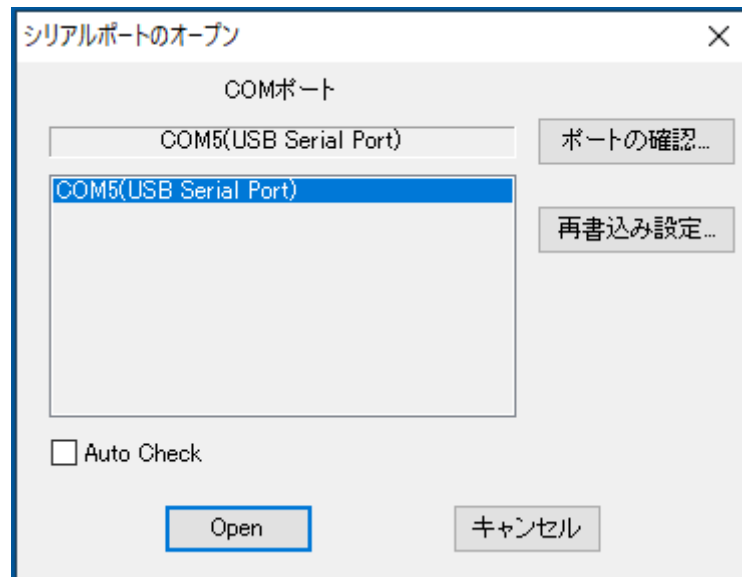 シリアルポートのオープン
COMポート
COM5(USB Serial Port)
ポートの確認...
COM5(USB Serial Port)
再書込み設定...
Auto Check
Open
キャンセル